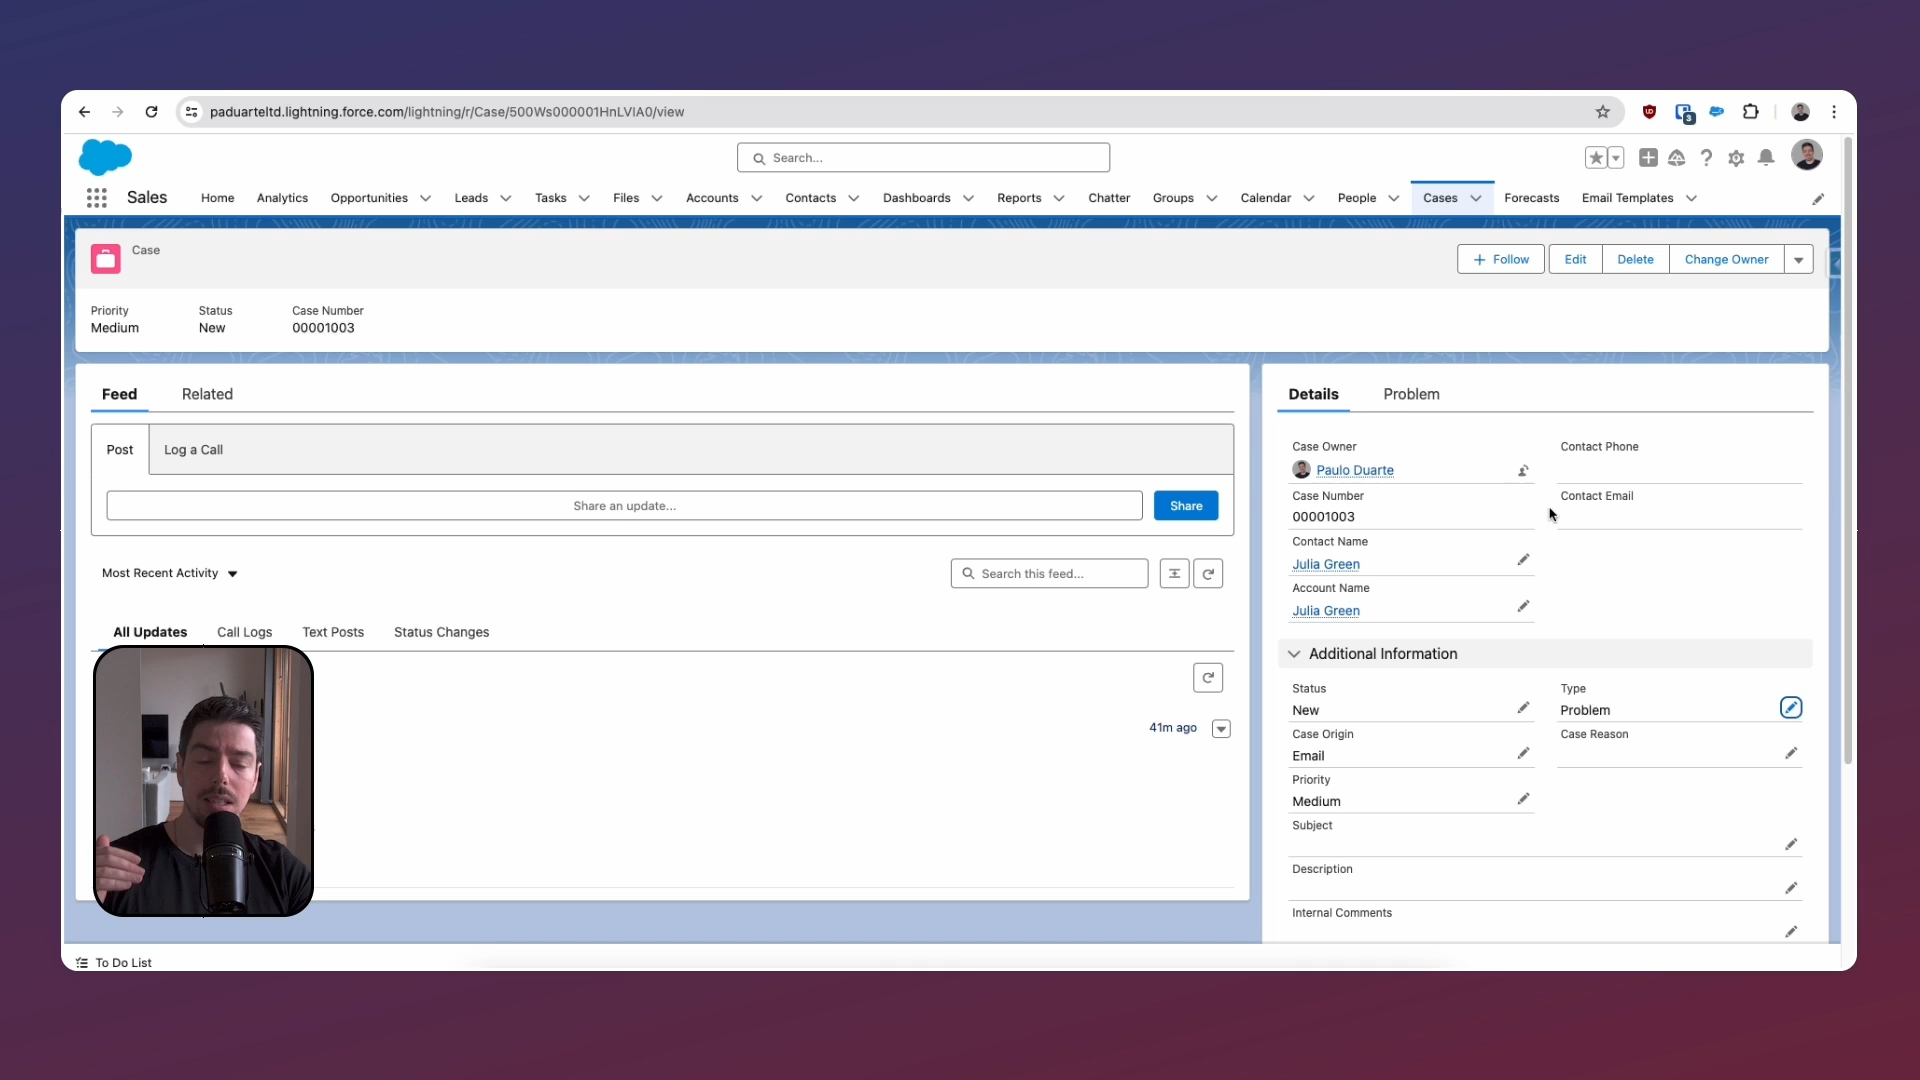 paduarteltd.lightning.force.com/lightning/r/Case/500Ws000001HnLVIA0/view
3
Search...
Sales Home Analytics Opportunities Leads Tasks Files Accounts Contacts Dashboards Reports Chatter Groups Calendar People Cases Forecasts Email Templates
Case
Follow Edit Delete Change Owner
Priority Status Case Number
Medium New 00001003
Feed Related
Post Log a Call
Share an update... Share
Most Recent Activity Search this feed...
All Updates Call Logs Text Posts Status Changes
41m ago
Details Problem
Case Owner Contact Phone
Paulo Duarte
Case Number Contact Email
00001003
Contact Name
Julia Green
Account Name
Julia Green
Additional Information
Status Type
New Problem
Case Origin Case Reason
Email
Priority
Medium
Subject
Description
Internal Comments
To Do List